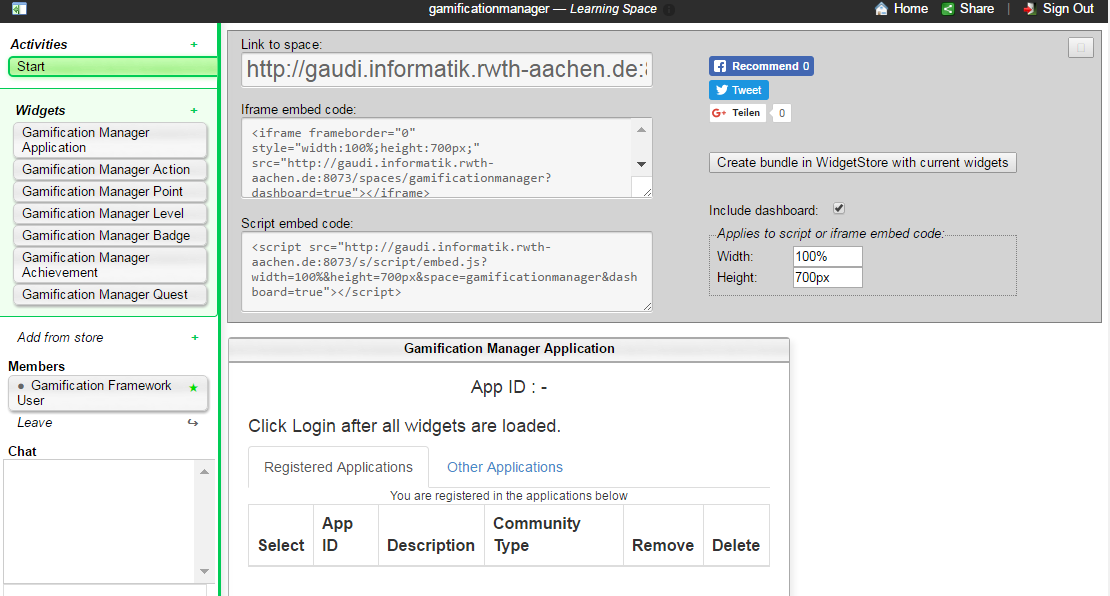 gamificationmanager — Learning Space
Home
Share
Sign Out
Activities
Start
Widgets
Gamification Manager
Application
Gamification Manager Action
Gamification Manager Point
Gamification Manager Level
Gamification Manager Badge
Gamification Manager
Achievement
Gamification Manager Quest
Add from store
Members
Gamification Framework
User
Leave
Chat
Link to space:
http://gaudi.informatik.rwth-aachen.de:
Iframe embed code:
<iframe frameborder="0"
style="width:100%;height:700px;"
src="http://gaudi.informatik.rwth-
aachen.de:8073/spaces/gamificationmanager?
dashboard=true"></iframe>
Script embed code:
<script src="http://gaudi.informatik.rwth-
aachen.de:8073/s/script/embed.js?
width=100%&height=700px&space=gamificationmanager&dash
board=true"></script>
Recommend 0
Tweet
G+ Teilen 0
Create bundle in WidgetStore with current widgets
Include dashboard:
Applies to script or iframe embed code:
Width: 100%
Height: 700px
Gamification Manager Application
App ID : -
Click Login after all widgets are loaded.
Registered Applications
Other Applications
You are registered in the applications below
Select
App
ID
Description
Community
Type
Remove
Delete